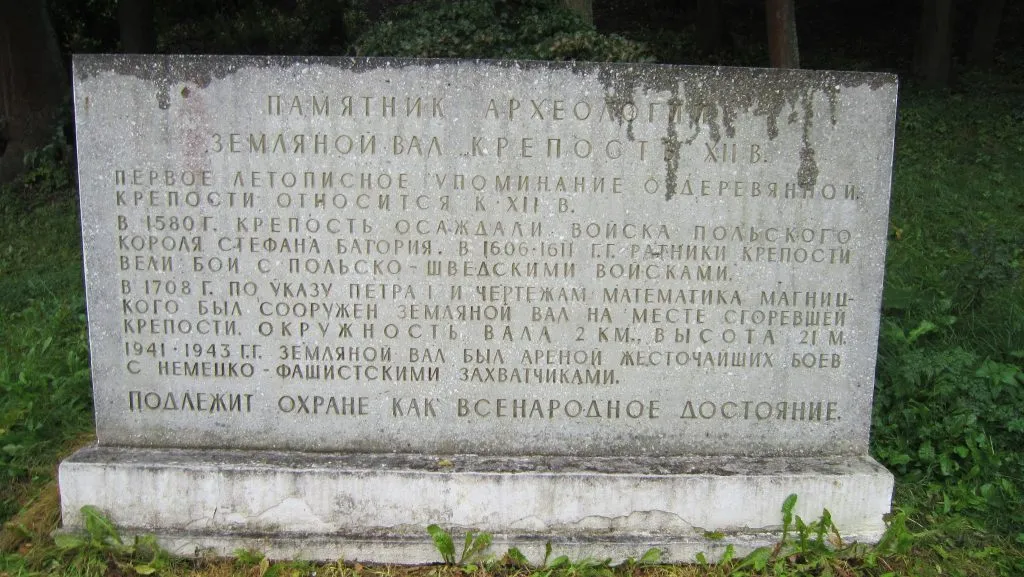 ПАМЯТНИК АРХЕОЛОГИИ
ЗЕМЛЯНОЙ ВАЛ „КРЕПОСТЬ XII В.
ПЕРВОЕ ЛЕТОПИСНОЕ УПОМИНАНИЕ О ДЕРЕВЯННОЙ
КРЕПОСТИ ОТНОСИТСЯ К XII В.
В 1580 Г. КРЕПОСТЬ ОСАЖДАЛИ ВОЙСКА ПОЛЬСКОГО
КОРОЛЯ СТЕФАНА БАТОРИЯ. В 1606-1611 Г.Г. РАТНИКИ КРЕПОСТИ
ВЕЛИ БОИ С ПОЛЬСКО-ШВЕДСКИМИ ВОЙСКАМИ.
В 1708 Г. ПО УКАЗУ ПЕТРА I И ЧЕРТЕЖАМ МАТЕМАТИКА МАГНИЦ-
КОГО БЫЛ СООРУЖЕН ЗЕМЛЯНОЙ ВАЛ НА МЕСТЕ СГОРЕВШЕЙ
КРЕПОСТИ. ОКРУЖНОСТЬ ВАЛА 2 КМ., ВЫСОТА 21 М.
1941-1943 Г.Г. ЗЕМЛЯНОЙ ВАЛ БЫЛ АРЕНОЙ ЖЕСТОЧАЙШИХ БОЕВ
С НЕМЕЦКО-ФАШИСТСКИМИ ЗАХВАТЧИКАМИ.
ПОДЛЕЖИТ ОХРАНЕ КАК ВСЕНАРОДНОЕ ДОСТОЯНИЕ.